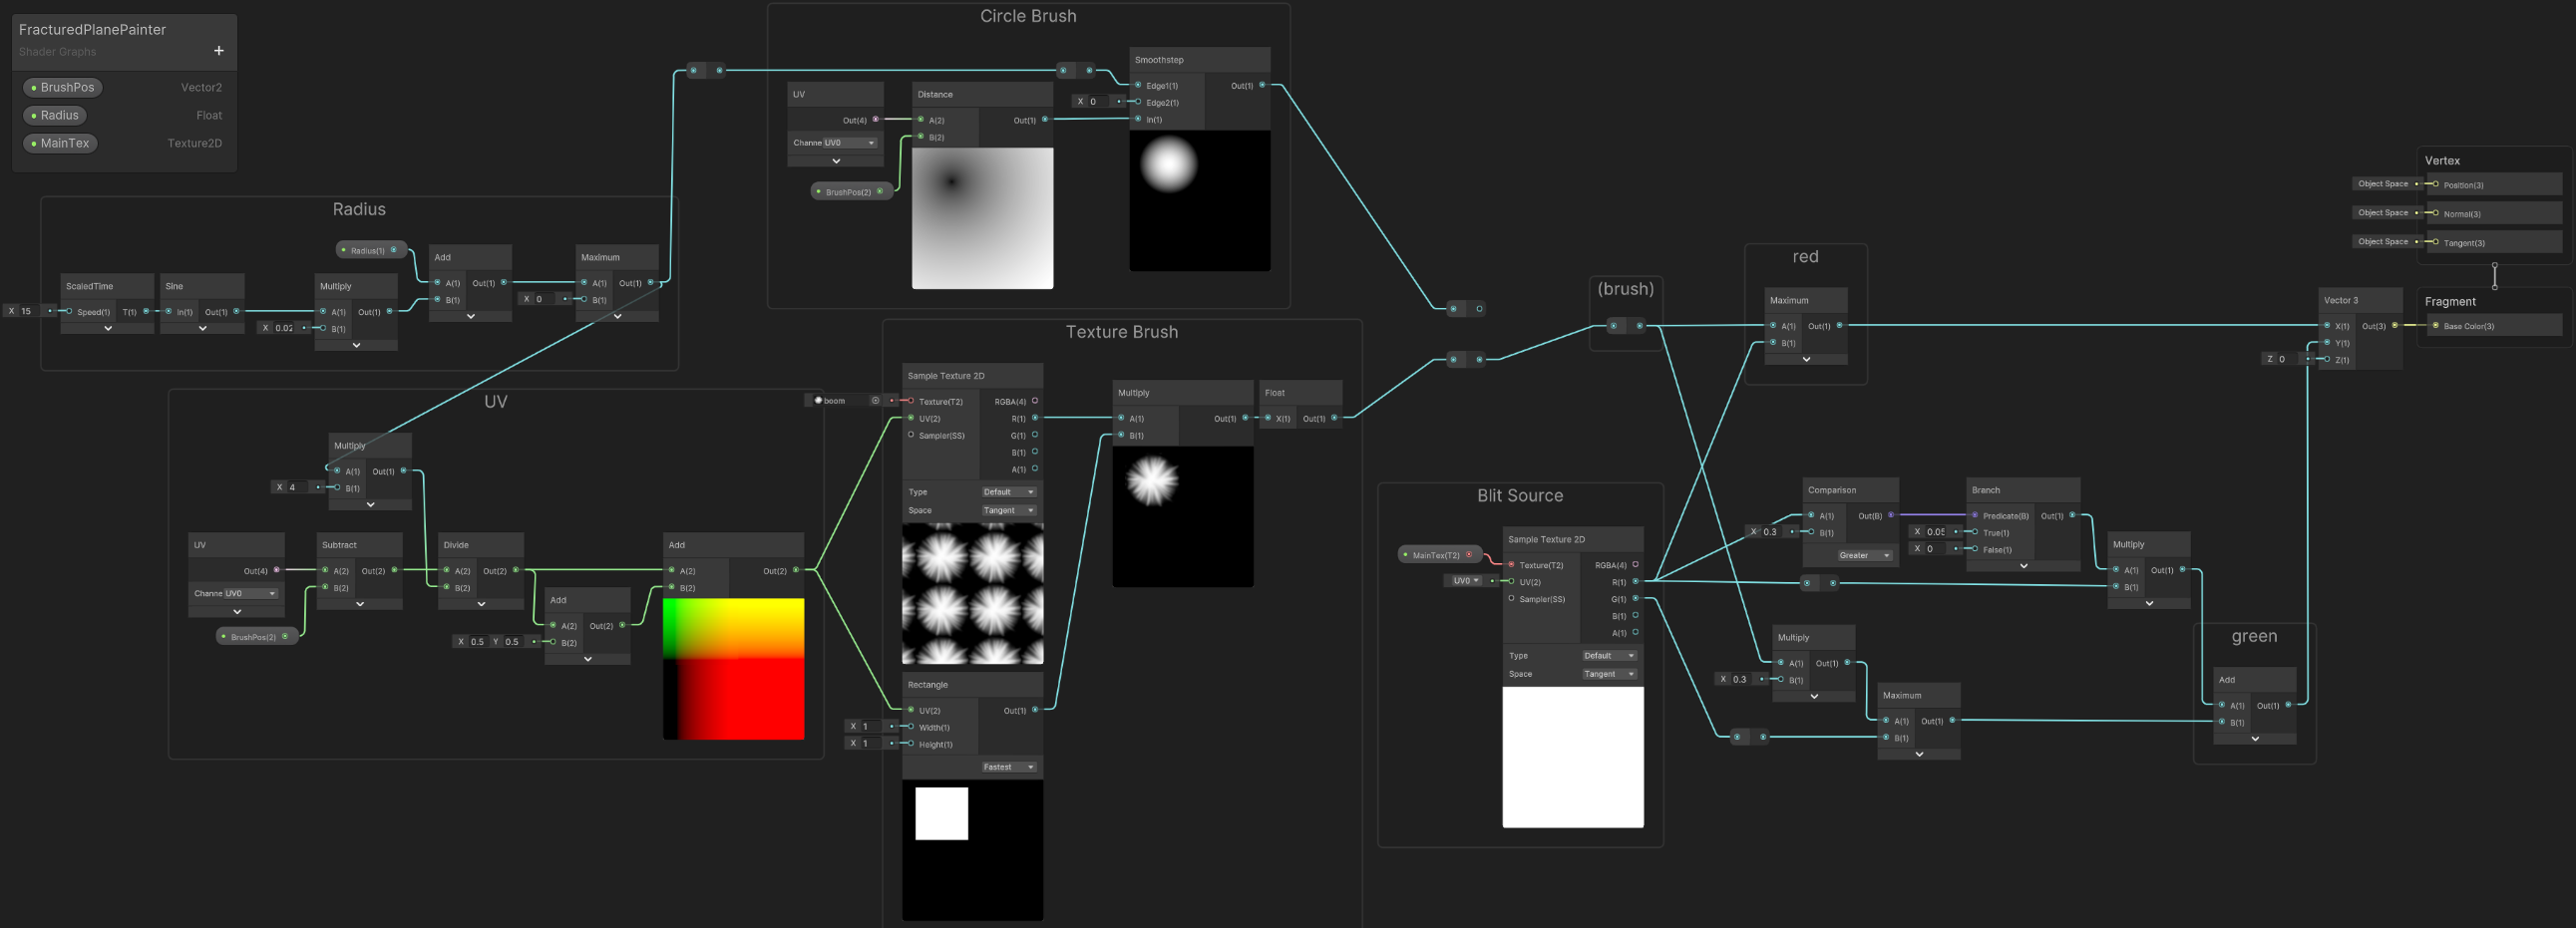 FracturedPlanePainter
Shader Graphs
+
BrushPos Vector2
Radius Float
MainTex Texture2D
Radius
X 15
ScaledTime
Speed(1) T(1)
Sine
In(1) Out(1)
X 0.02
Multiply
A(1) Out(1)
B(1)
Radius(1)
Add
A(1) Out(1)
B(1)
X 0
Maximum
A(1) Out(1)
B(1)
Circle Brush
UV
Out(4)
Channe UV0
BrushPos(2)
Distance
A(2) Out(1)
B(2)
X 0
Smoothstep
Edge1(1) Out(1)
Edge2(1)
In(1)
UV
Multiply
A(1) Out(1)
X 4 B(1)
UV
Out(4)
Channe UV0
BrushPos(2)
Subtract
A(2) Out(2)
B(2)
Divide
A(2) Out(2)
B(2)
Add
X 0.5 Y 0.5
A(2) Out(2)
B(2)
Add
A(2) Out(2)
B(2)
Texture Brush
boom
Sample Texture 2D
Texture(T2) RGBA(4)
UV(2) R(1)
Sampler(SS) G(1)
B(1)
A(1)
Type Default
Space Tangent
Rectangle
UV(2) Out(1)
X 1 Width(1)
X 1 Height(1)
Fastest
Multiply
A(1) Out(1)
B(1)
Float
X(1) Out(1)
(brush)
Blit Source
MainTex(T2)
UV0
Sample Texture 2D
Texture(T2) RGBA(4)
UV(2) R(1)
Sampler(SS) G(1)
B(1)
A(1)
Type Default
Space Tangent
red
Maximum
A(1) Out(1)
B(1)
Comparison
A(1) Out(B)
X 0.3 B(1)
Greater
Branch
Predicate(B) Out(1)
X 0.05 True(1)
X 0 False(1)
Multiply
A(1) Out(1)
B(1)
Multiply
A(1) Out(1)
X 0.3 B(1)
Maximum
A(1) Out(1)
B(1)
green
Add
A(1) Out(1)
B(1)
Vertex
Object Space Position(3)
Object Space Normal(3)
Object Space Tangent(3)
Vector 3
X(1) Out(3)
Y(1)
Z 0 Z(1)
Fragment
Base Color(3)